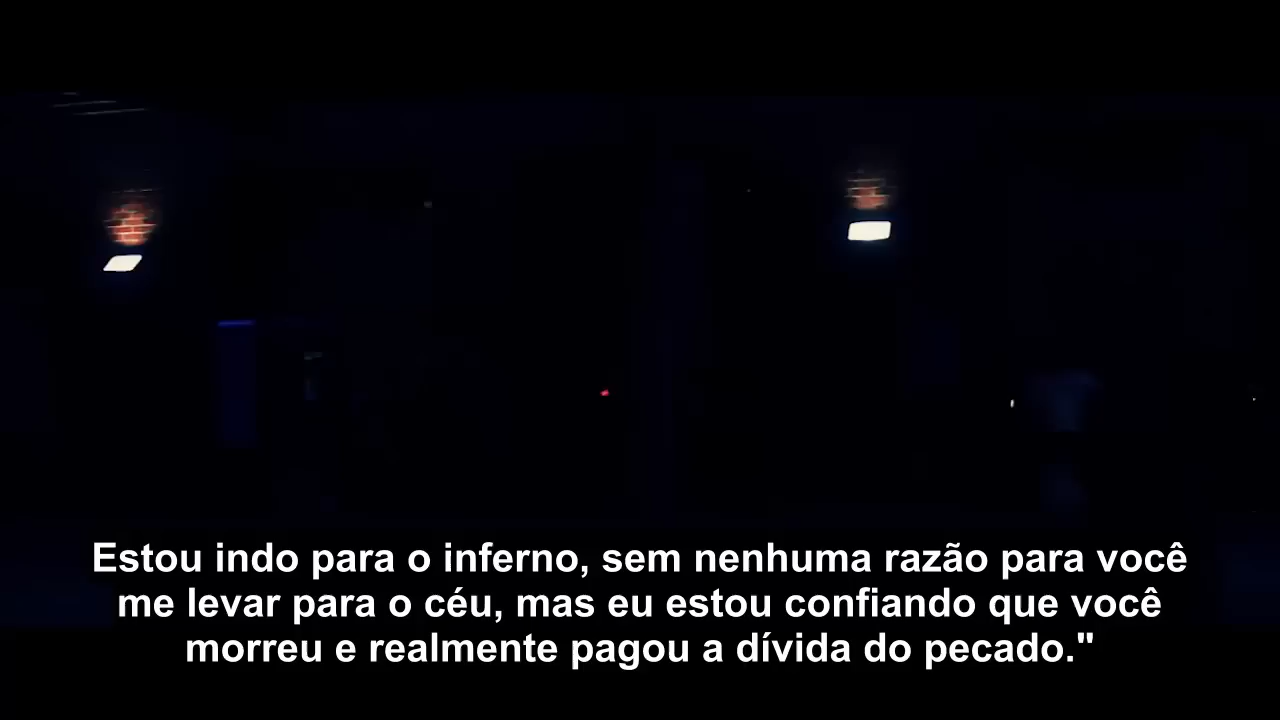 Estou indo para o inferno, sem nenhuma razão para você
me levar para o céu, mas eu estou confiando que você
morreu e realmente pagou a dívida do pecado."